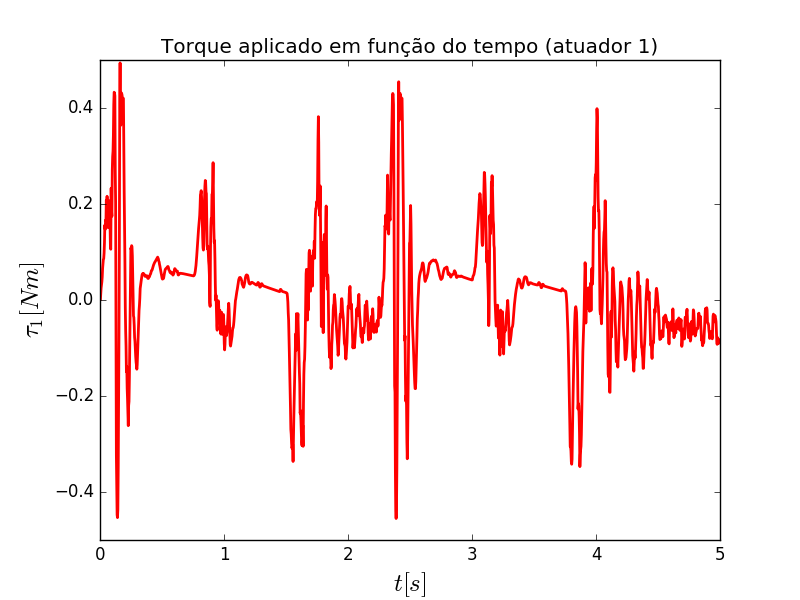 Torque aplicado em função do tempo (atuador 1)
0.4
0.2
0.0
−0.2
−0.4
τ₁[Nm]
0 1 2 3 4 5
t[s]